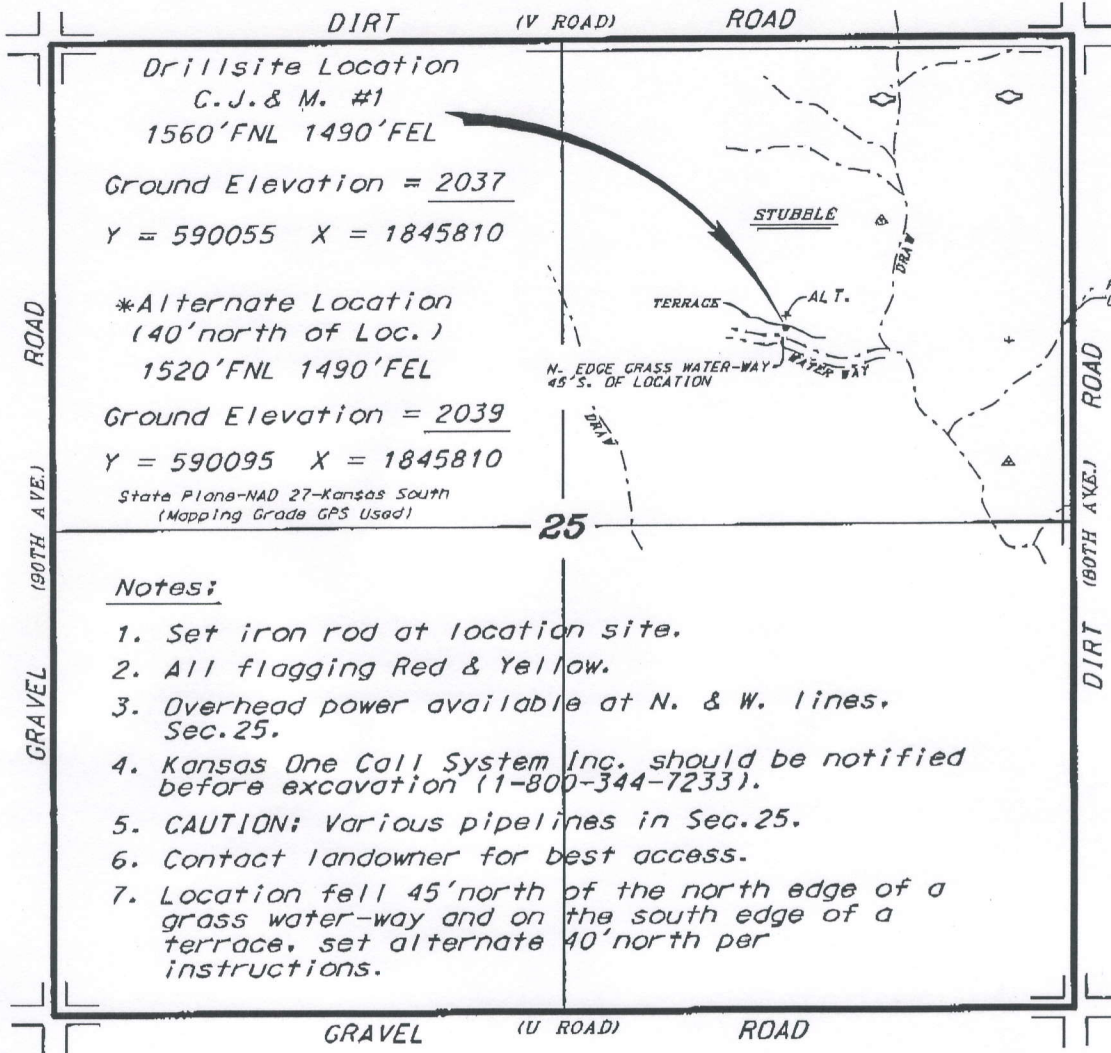 DIRT (V ROAD) ROAD
Drillsite Location
C.J.& M. #1
1560'FNL 1490'FEL
Ground Elevation = 2037
Y = 590055 X = 1845810
*Alternate Location
(40'north of Loc.)
1520'FNL 1490'FEL
Ground Elevation = 2039
Y = 590095 X = 1845810
State Plane-NAD 27-Kansas South
(Mapping Grade GPS Used)
STUBBLE
DRAW
TERRACE
ALT.
N. EDGE GRASS WATER-WAY
45'S. OF LOCATION
WATER WAY
DRAW
25
GRAVEL (90TH AVE.) ROAD
DIRT (80TH AVE.) ROAD
Notes:
1. Set iron rod at location site.
2. All flagging Red & Yellow.
3. Overhead power available at N. & W. lines,
Sec.25.
4. Kansas One Call System Inc. should be notified
before excavation (1-800-344-7233).
5. CAUTION: Various pipelines in Sec.25.
6. Contact landowner for best access.
7. Location fell 45'north of the north edge of a
grass water-way and on the south edge of a
terrace, set alternate 40'north per
instructions.
GRAVEL (U ROAD) ROAD